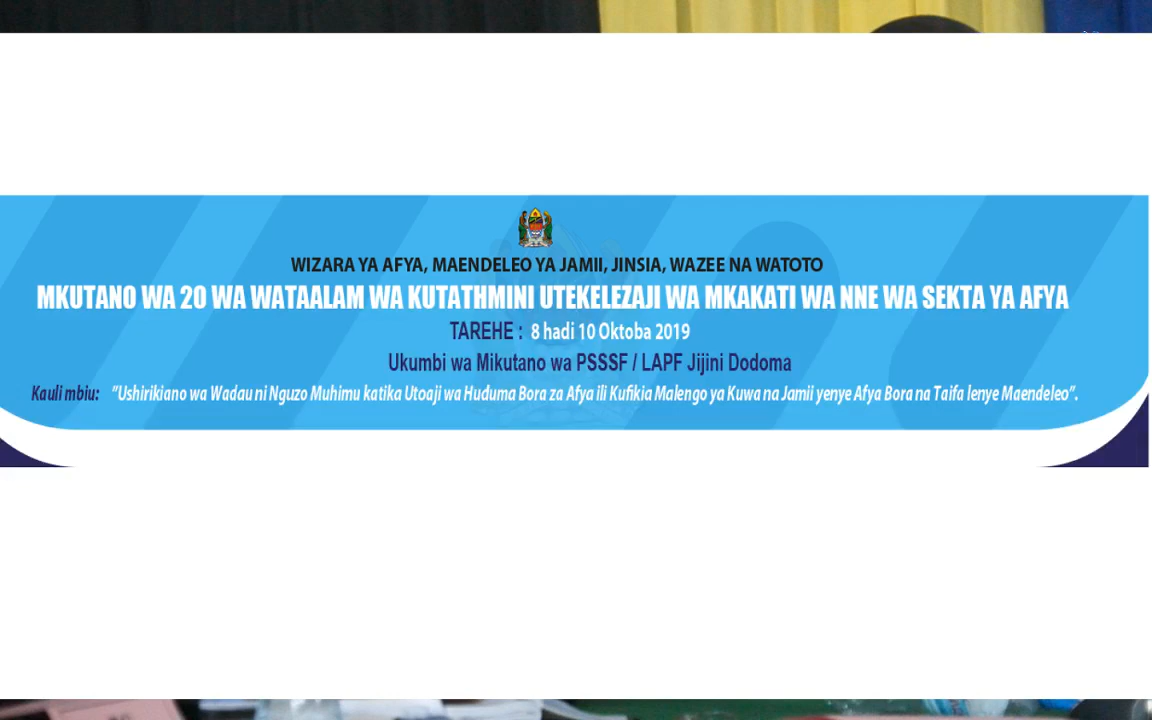 WIZARA YA AFYA, MAENDELEO YA JAMII, JINSIA, WAZEE NA WATOTO
MKUTANO WA 20 WA WATAALAM WA KUTATHMINI UTEKELEZAJI WA MKAKATI WA NNE WA SEKTA YA AFYA
TAREHE : 8 hadi 10 Oktoba 2019
Ukumbi wa Mikutano wa PSSSF / LAPF Jijini Dodoma
Kauli mbiu: "Ushirikiano wa Wadau ni Nguzo Muhimu katika Utoaji wa Huduma Bora za Afya ili Kufikia Malengo ya Kuwa na Jamii yenye Afya Bora na Taifa lenye Maendeleo".